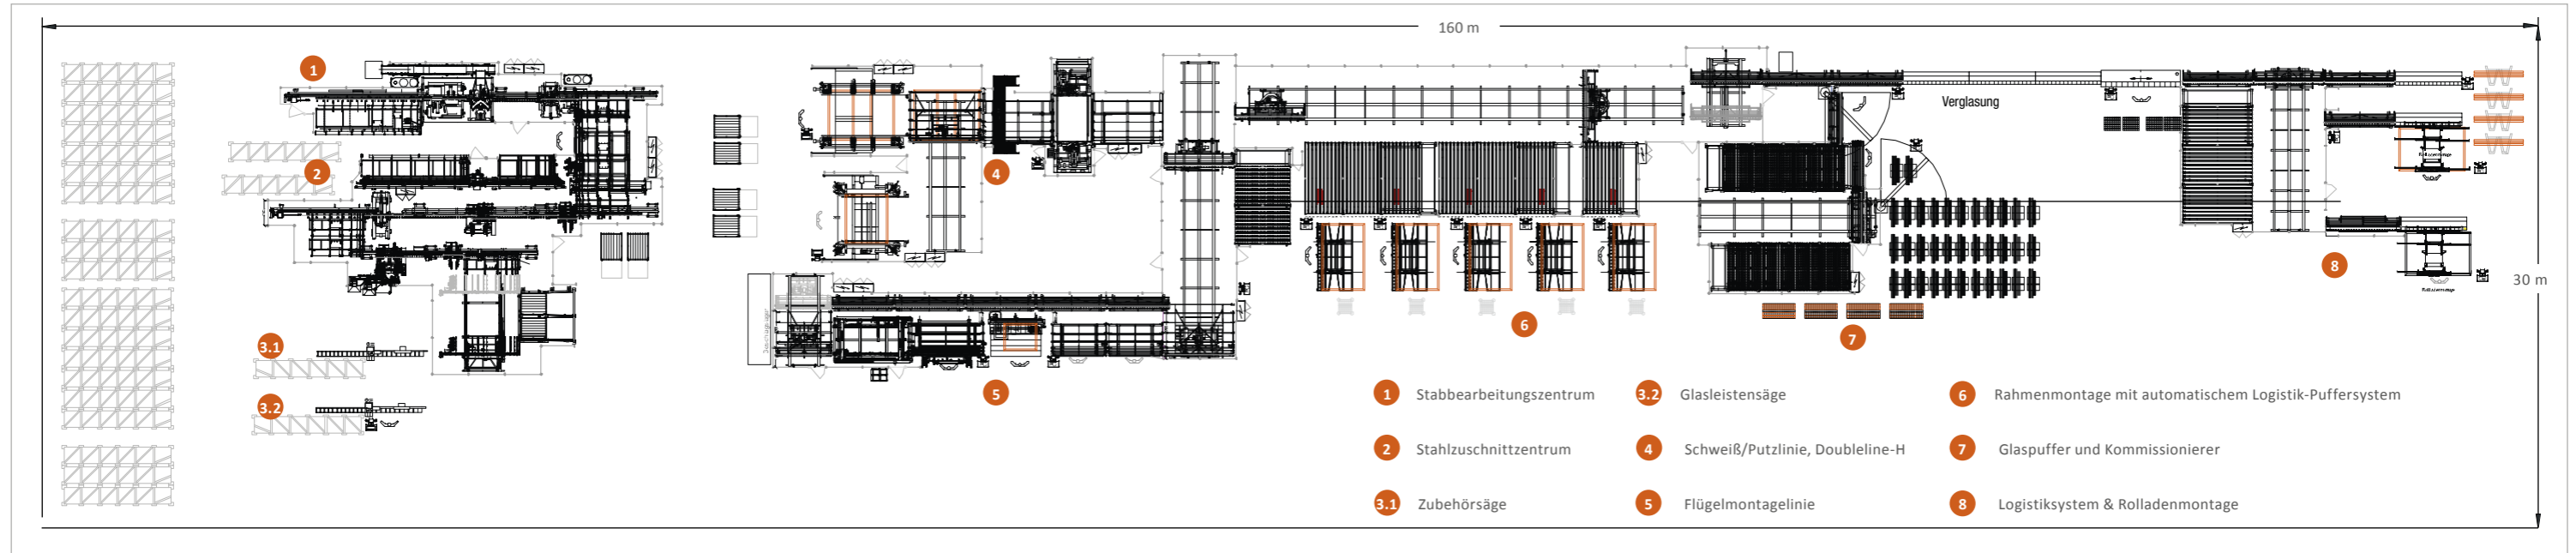 160 m
1
Verglasung
2
4
8
30 m
3.1
6
7
3.2
5
1 Stabbearbeitungszentrum
3.2 Glasleistensäge
6 Rahmenmontage mit automatischem Logistik-Puffersystem
2 Stahlzuschnittzentrum
4 Schweiß/Putzlinie, Doubleline-H
7 Glaspuffer und Kommissionierer
3.1 Zubehörsäge
5 Flügelmontagelinie
8 Logistiksystem & Rolladenmontage